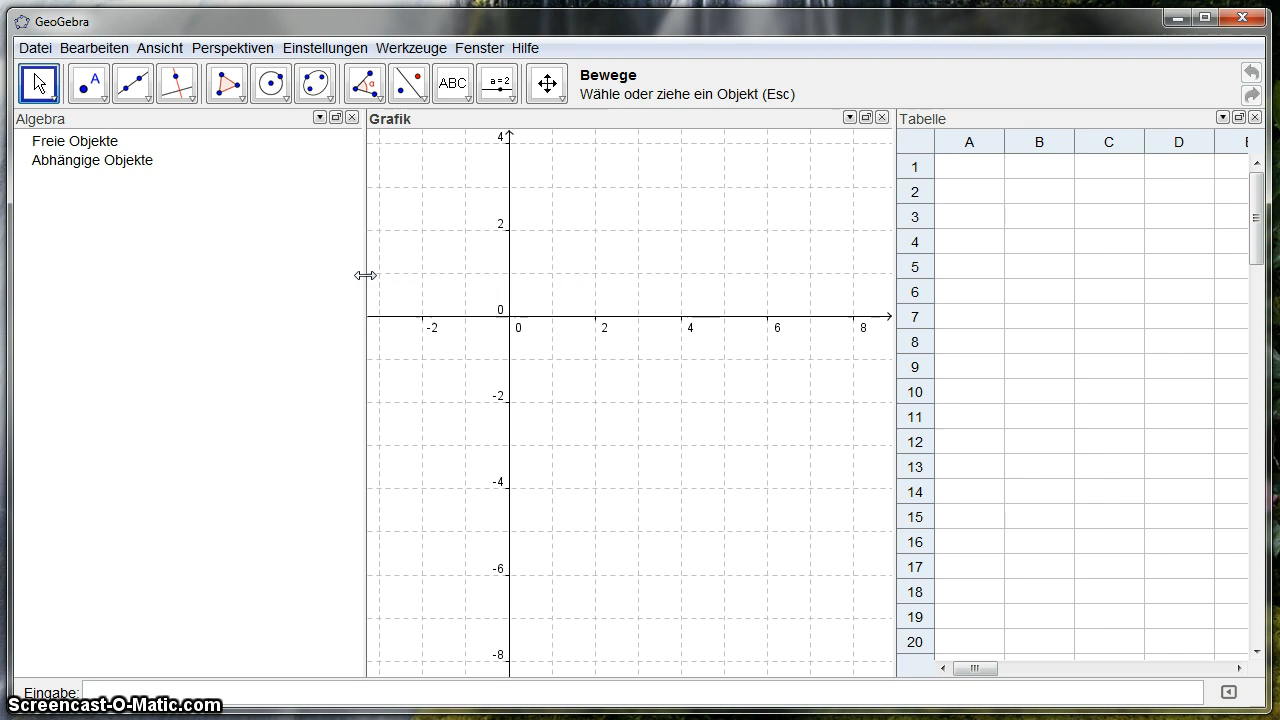 GeoGebra
Datei Bearbeiten Ansicht Perspektiven Einstellungen Werkzeuge Fenster Hilfe
A ABC a=2 α
Bewege
Wähle oder ziehe ein Objekt (Esc)
Algebra
Freie Objekte
Abhängige Objekte
Grafik
4
2
0
-2 0 2 4 6 8
-2
-4
-6
-8
Tabelle
A B C D E
1
2
3
4
5
6
7
8
9
10
11
12
13
14
15
16
17
18
19
20
Eingabe:
Screencast-O-Matic.com